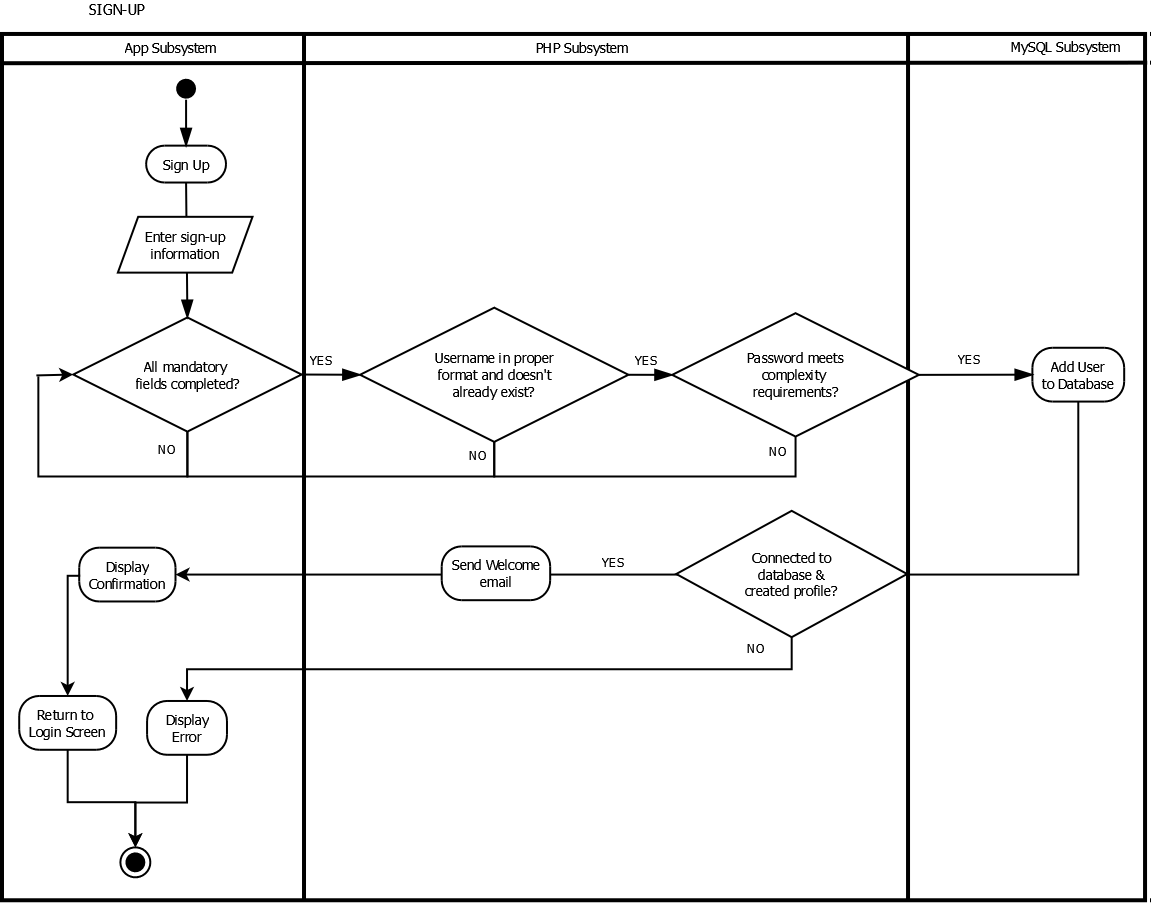 SIGN-UP
App Subsystem
PHP Subsystem
MySQL Subsystem
Sign Up
Enter sign-up
information
All mandatory
fields completed?
YES
Username in proper
format and doesn't
already exist?
YES
Password meets
complexity
requirements?
YES
Add User
to Database
NO
NO
NO
Display
Confirmation
Send Welcome
email
YES
Connected to
database &
created profile?
NO
Return to
Login Screen
Display
Error